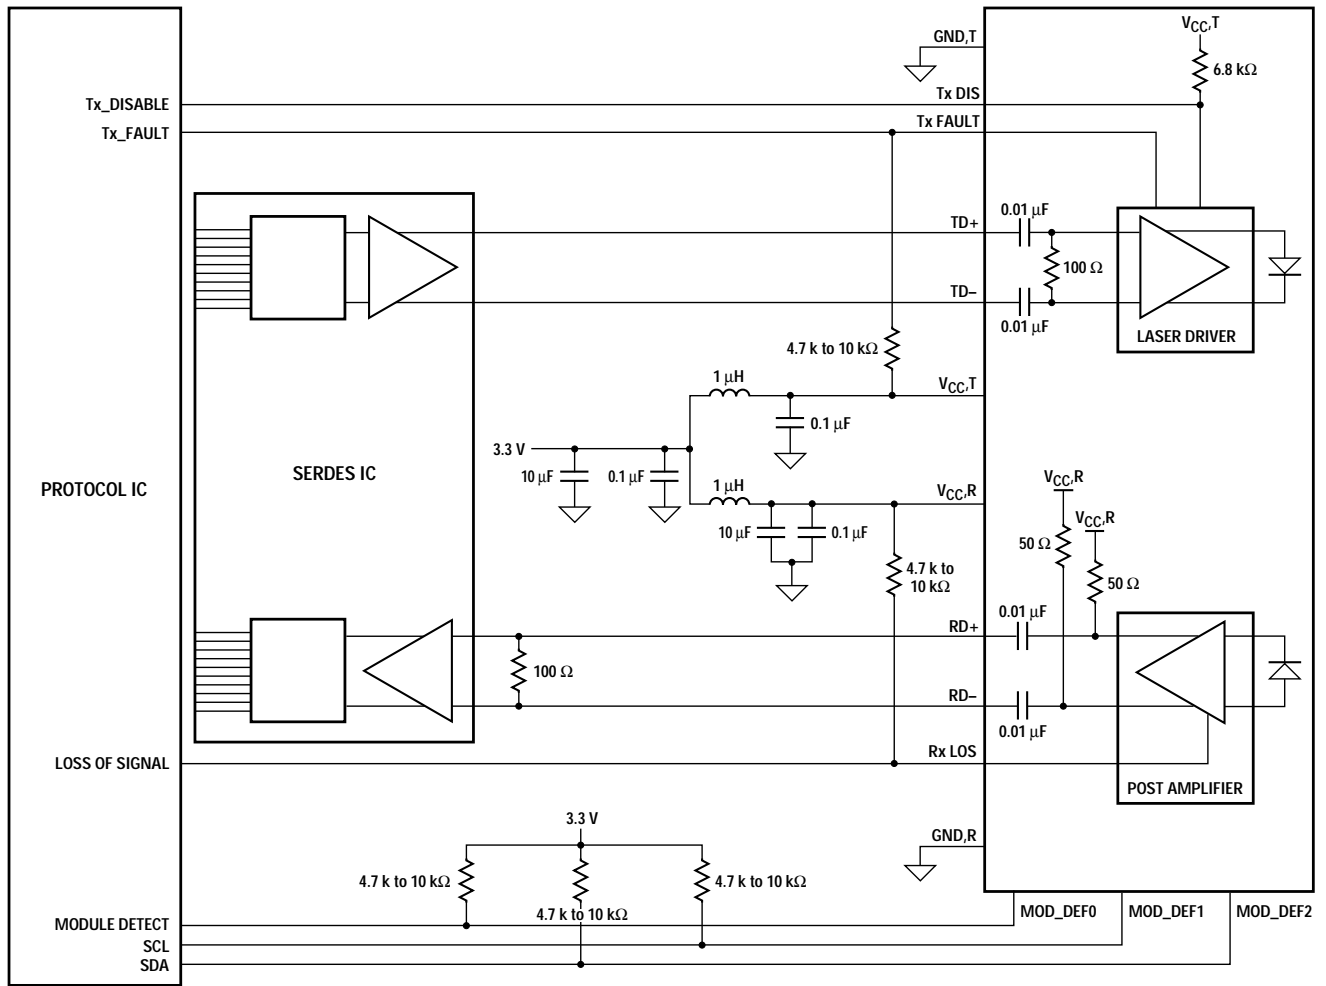 V_CC,T
GND,T
6.8 kΩ
Tx_DISABLE
Tx DIS
Tx_FAULT
Tx FAULT
0.01 µF
TD+
100 Ω
TD–
0.01 µF
LASER DRIVER
4.7 k to 10 kΩ
1 µH
V_CC,T
0.1 µF
3.3 V
10 µF
0.1 µF
SERDES IC
PROTOCOL IC
1 µH
V_CC,R
V_CC,R
V_CC,R
10 µF
0.1 µF
50 Ω
4.7 k to
10 kΩ
50 Ω
0.01 µF
RD+
100 Ω
RD–
0.01 µF
LOSS OF SIGNAL
Rx LOS
POST AMPLIFIER
3.3 V
GND,R
4.7 k to 10 kΩ
4.7 k to 10 kΩ
4.7 k to 10 kΩ
MOD_DEF0
MOD_DEF1
MOD_DEF2
MODULE DETECT
SCL
SDA